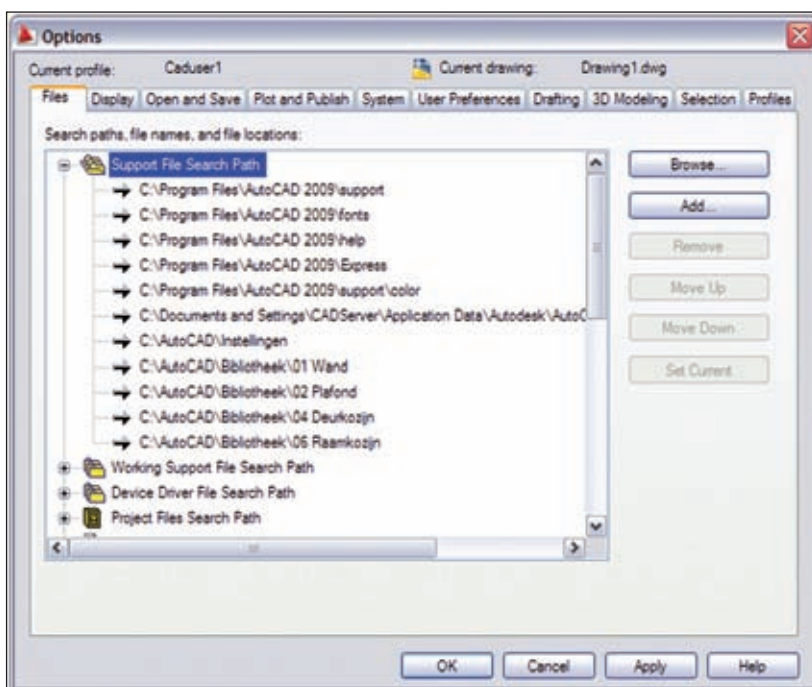 Options
Current profile: Caduser1 Current drawing: Drawing1.dwg
Files Display Open and Save Plot and Publish System User Preferences Drafting 3D Modeling Selection Profiles
Search paths, file names, and file locations:
Support File Search Path
C:\Program Files\AutoCAD 2009\support
C:\Program Files\AutoCAD 2009\fonts
C:\Program Files\AutoCAD 2009\help
C:\Program Files\AutoCAD 2009\Express
C:\Program Files\AutoCAD 2009\support\color
C:\Documents and Settings\CADServer\Application Data\Autodesk\AutoC
C:\AutoCAD\Instellingen
C:\AutoCAD\Bibliotheek\01 Wand
C:\AutoCAD\Bibliotheek\02 Plafond
C:\AutoCAD\Bibliotheek\04 Deurkozijn
C:\AutoCAD\Bibliotheek\06 Raamkozijn
Working Support File Search Path
Device Driver File Search Path
Project Files Search Path
Browse...
Add...
Remove
Move Up
Move Down
Set Current
OK Cancel Apply Help